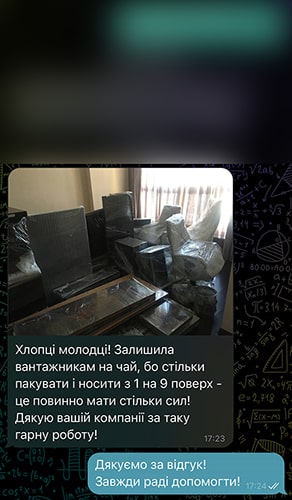 Хлопці молодці! Залишила
вантажникам на чай, бо стільки
пакувати і носити з 1 на 9 поверх -
це повинно мати стільки сил!
Дякую вашій компанії за таку
гарну роботу!
17:23
Дякуємо за відгук!
Завжди раді допомогти!
17:24